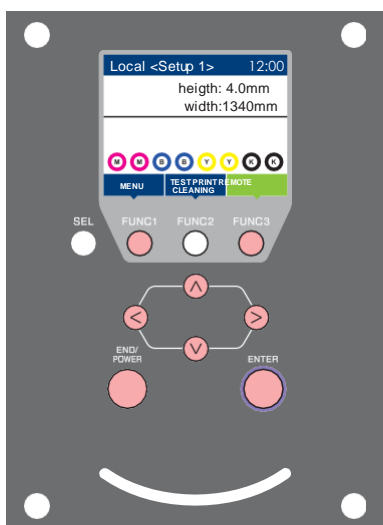 Local <Setup 1> 12:00
heigth: 4.0mm
width:1340mm
M M B B Y Y K K
MENU TEST PRINT REMOTE
CLEANING
SEL FUNC1 FUNC2 FUNC3
END/
POWER
ENTER